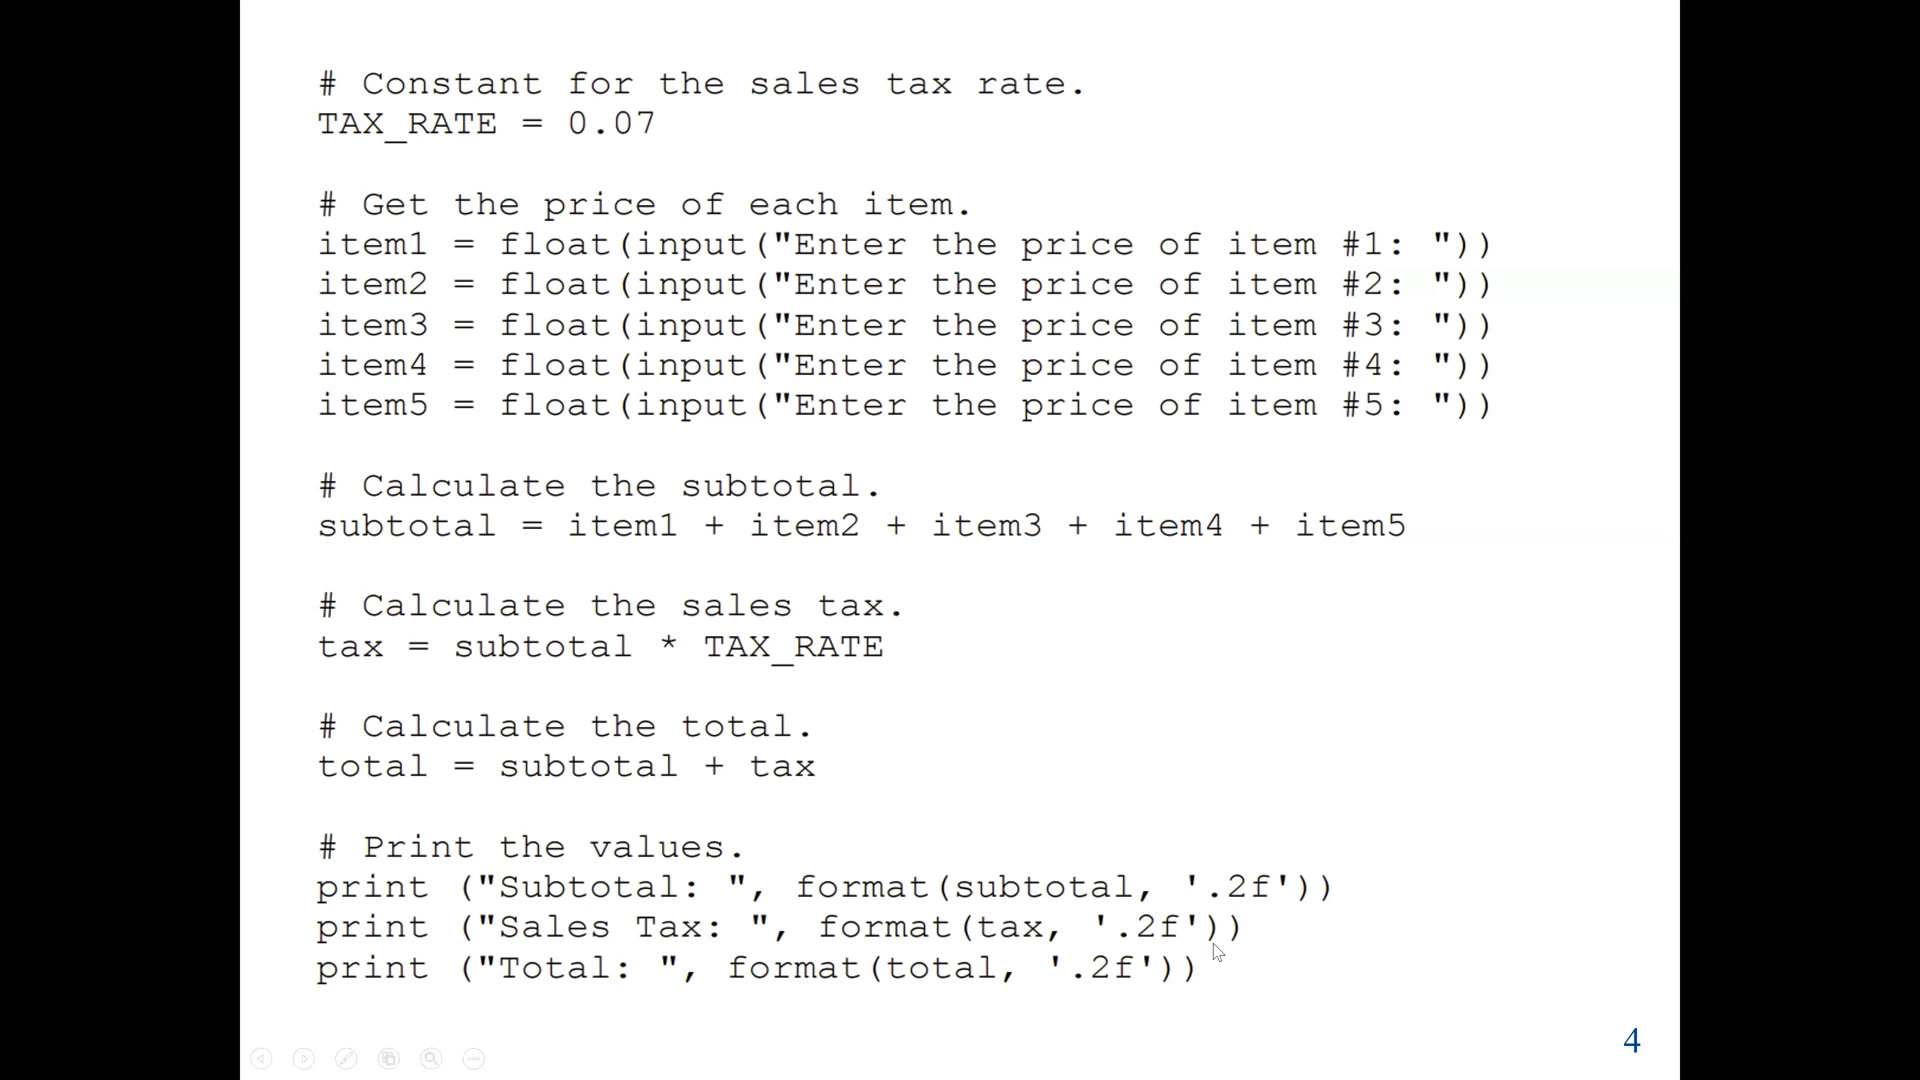 # Constant for the sales tax rate.
TAX_RATE = 0.07
# Get the price of each item.
item1 = float(input("Enter the price of item #1: "))
item2 = float(input("Enter the price of item #2: "))
item3 = float(input("Enter the price of item #3: "))
item4 = float(input("Enter the price of item #4: "))
item5 = float(input("Enter the price of item #5: "))
# Calculate the subtotal.
subtotal = item1 + item2 + item3 + item4 + item5
# Calculate the sales tax.
tax = subtotal * TAX_RATE
# Calculate the total.
total = subtotal + tax
# Print the values.
print ("Subtotal: ", format(subtotal, '.2f'))
print ("Sales Tax: ", format(tax, '.2f'))
print ("Total: ", format(total, '.2f'))
4